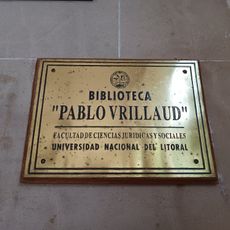 BIBLIOTECA
"PABLO VRILLAUD"
FACULTAD DE CIENCIAS JURIDICAS Y SOCIALES
UNIVERSIDAD NACIONAL DEL LITORAL